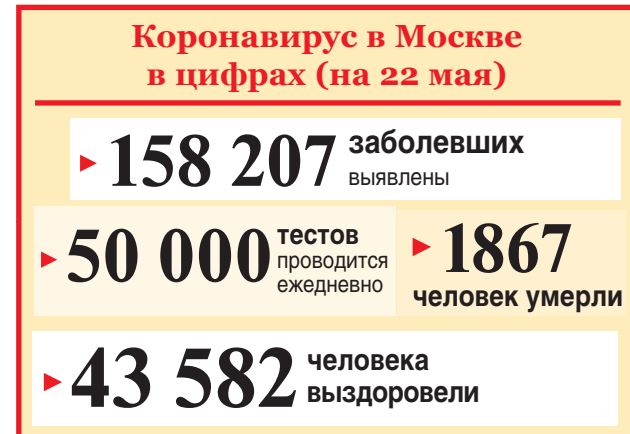 Коронавирус в Москве
в цифрах (на 22 мая)
158 207 заболевших
выявлены
50 000 тестов
проводится
ежедневно
1867
человек умерли
43 582 человека
выздоровели